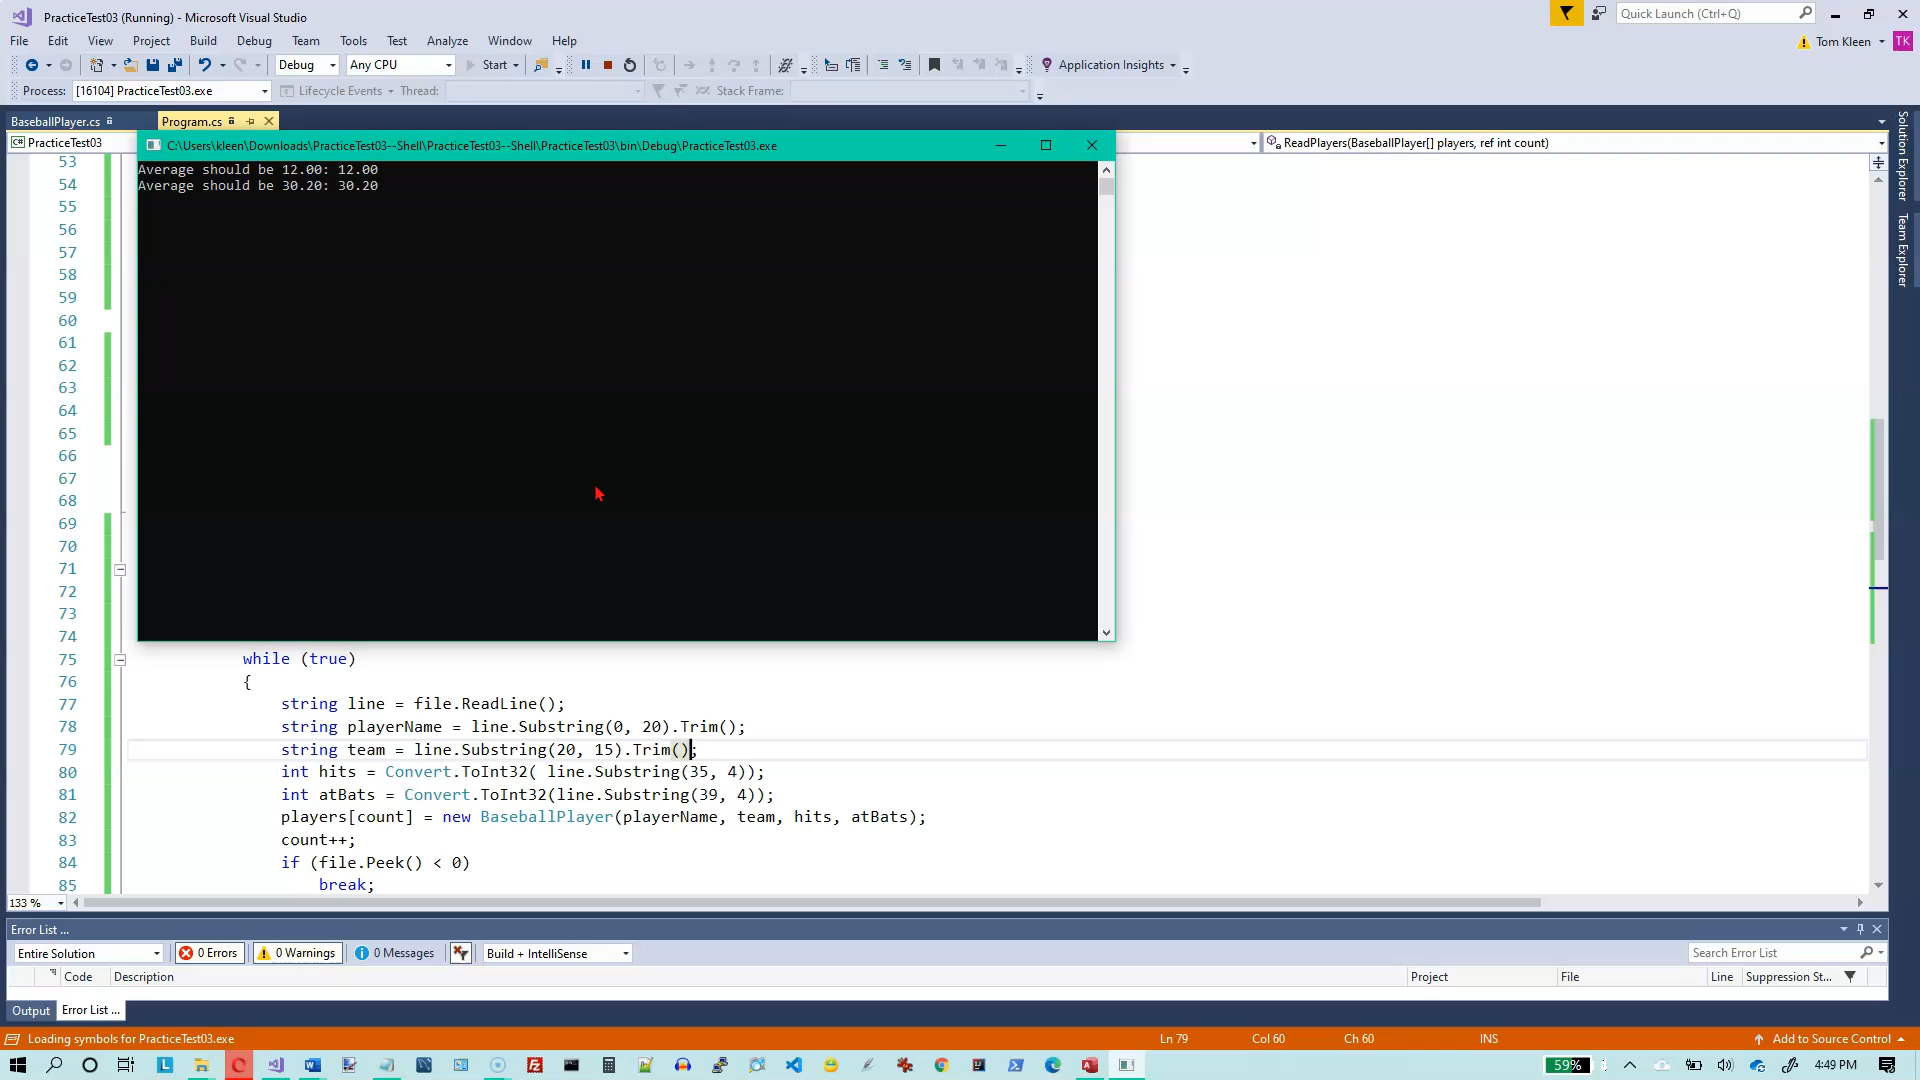 PracticeTest03 (Running) - Microsoft Visual Studio
Quick Launch (Ctrl+Q)
File Edit View Project Build Debug Team Tools Test Analyze Window Help
Tom Kleen TK
Debug Any CPU Start Application Insights
Process: [16104] PracticeTest03.exe Lifecycle Events Thread: Stack Frame:
BaseballPlayer.cs Program.cs
C# PracticeTest03
C:\Users\kleen\Downloads\PracticeTest03--Shell\PracticeTest03--Shell\PracticeTest03\bin\Debug\PracticeTest03.exe
ReadPlayers(BaseballPlayer[] players, ref int count)
Solution Explorer
Team Explorer
Average should be 12.00: 12.00
Average should be 30.20: 30.20
53
54
55
56
57
58
59
60
61
62
63
64
65
66
67
68
69
70
71
72
73
74
75 while (true)
76 {
77 string line = file.ReadLine();
78 string playerName = line.Substring(0, 20).Trim();
79 string team = line.Substring(20, 15).Trim();
80 int hits = Convert.ToInt32( line.Substring(35, 4));
81 int atBats = Convert.ToInt32(line.Substring(39, 4));
82 players[count] = new BaseballPlayer(playerName, team, hits, atBats);
83 count++;
84 if (file.Peek() < 0)
85 break;
133 %
Error List ...
Entire Solution 0 Errors 0 Warnings 0 Messages Build + IntelliSense Search Error List
Code Description Project File Line Suppression St...
Output Error List ...
Loading symbols for PracticeTest03.exe Ln 79 Col 60 Ch 60 INS Add to Source Control
59% 4:49 PM